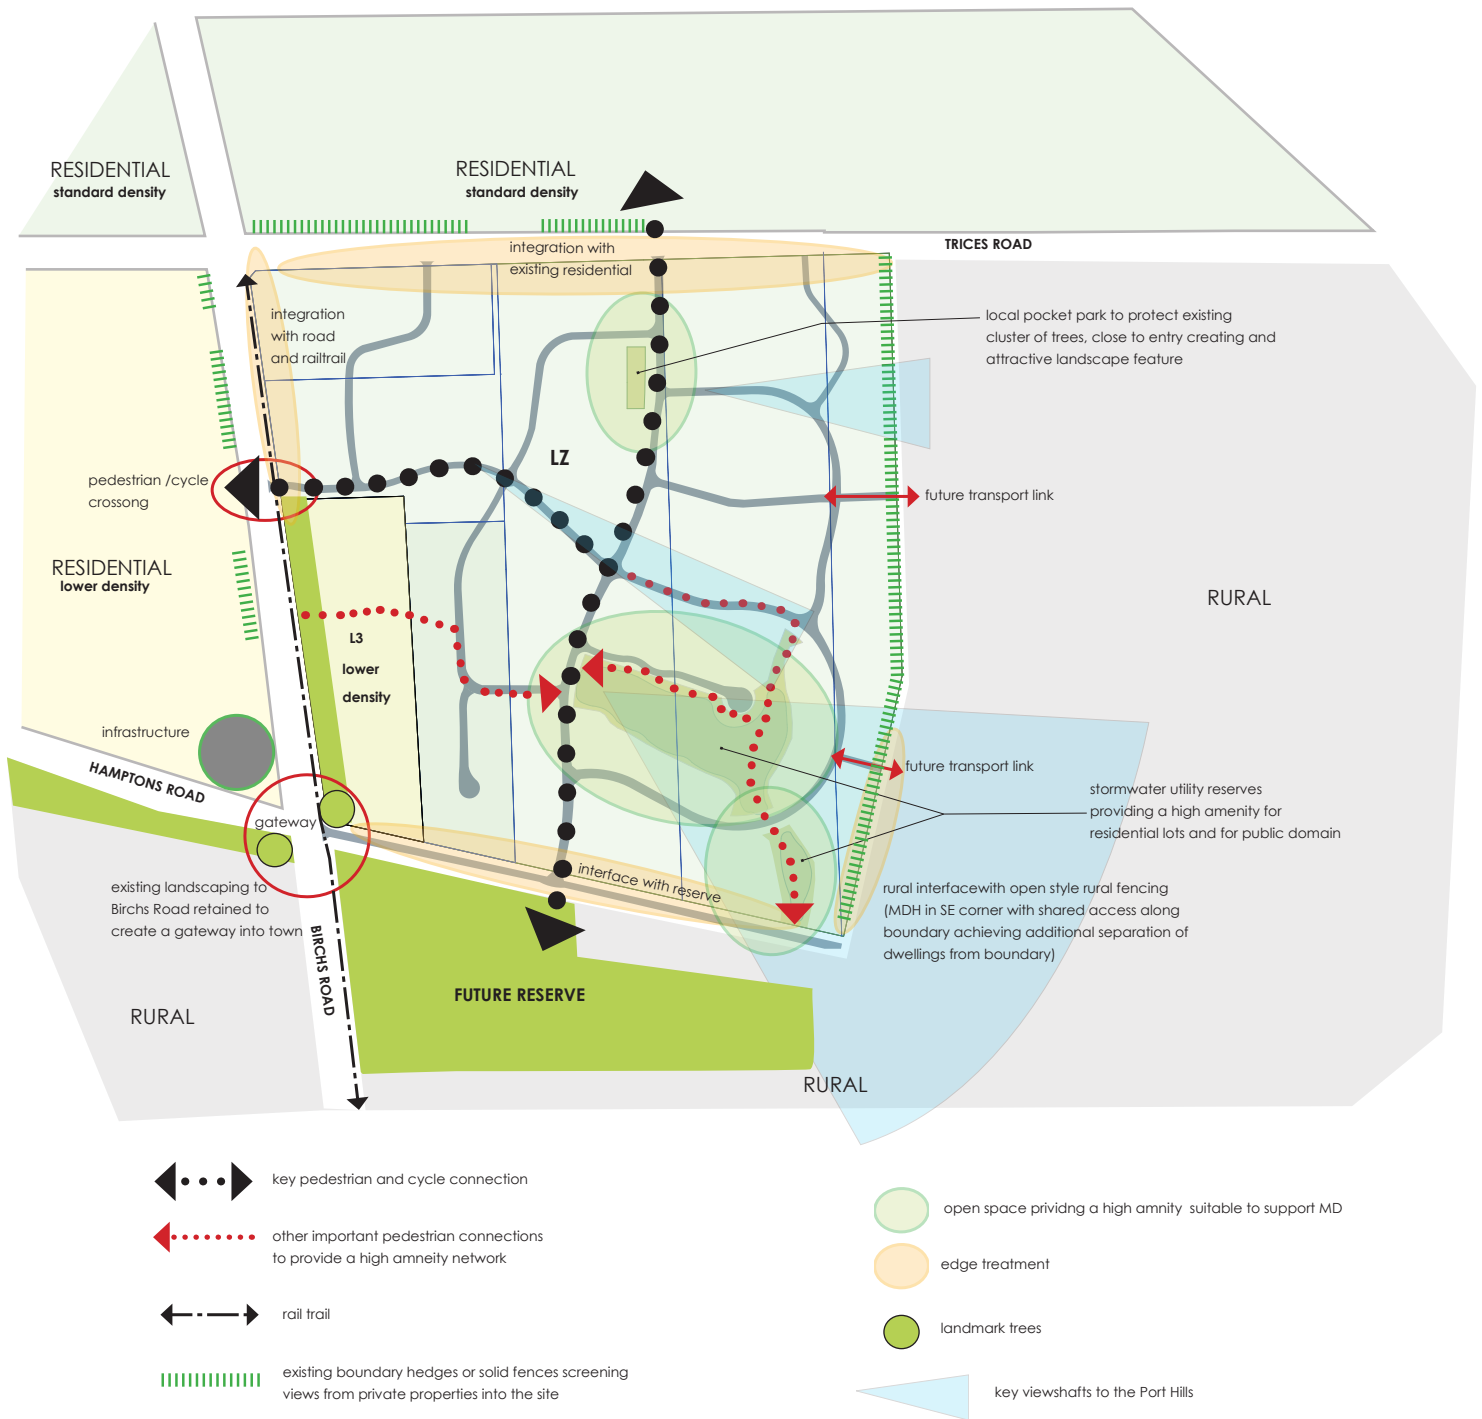 RESIDENTIAL
standard density
RESIDENTIAL
standard density
TRICES ROAD
integration with
existing residential
integration
with road
and railtrail
local pocket park to protect existing
cluster of trees, close to entry creating and
attractive landscape feature
LZ
pedestrian /cycle
crossong
future transport link
RESIDENTIAL
lower density
RURAL
L3
lower
density
infrastructure
HAMPTONS ROAD
gateway
future transport link
stormwater utility reserves
providing a high amenity for
residential lots and for public domain
interface with reserve
existing landscaping to
Birchs Road retained to
create a gateway into town
rural interfacewith open style rural fencing
(MDH in SE corner with shared access along
boundary achieving additional separation of
dwellings from boundary)
BIRCHS ROAD
FUTURE RESERVE
RURAL
RURAL
key pedestrian and cycle connection
other important pedestrian connections
to provide a high amneity network
rail trail
existing boundary hedges or solid fences screening
views from private properties into the site
open space prividng a high amnity suitable to support MD
edge treatment
landmark trees
key viewshafts to the Port Hills